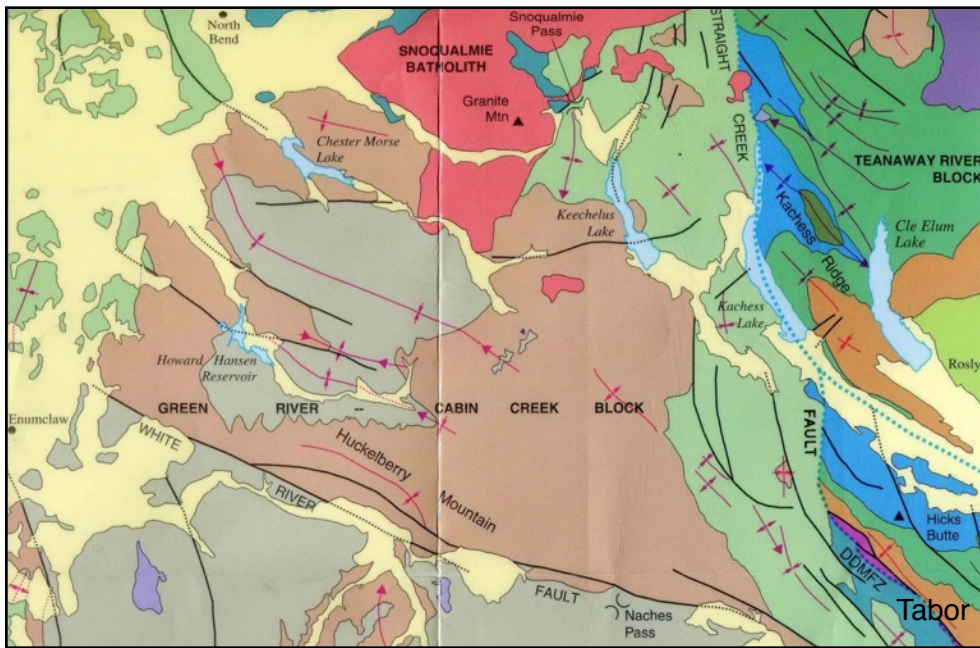 North
Bend
Snoqualmie
Pass
STRAIGHT
SNOQUALMIE
BATHOLITH
Granite
Mtn
CREEK
Chester Morse
Lake
TEANAWAY RIVER
BLOCK
Kachess
Ridge
Keechelus
Lake
Cle Elum
Lake
Kachess
Lake
Howard Hansen
Reservoir
Rosly
GREEN RIVER -- CABIN CREEK BLOCK
Enumclaw
FAULT
WHITE
Huckelberry
Mountain
RIVER
Hicks
Butte
DDMFZ
FAULT
Naches
Pass
Tabor